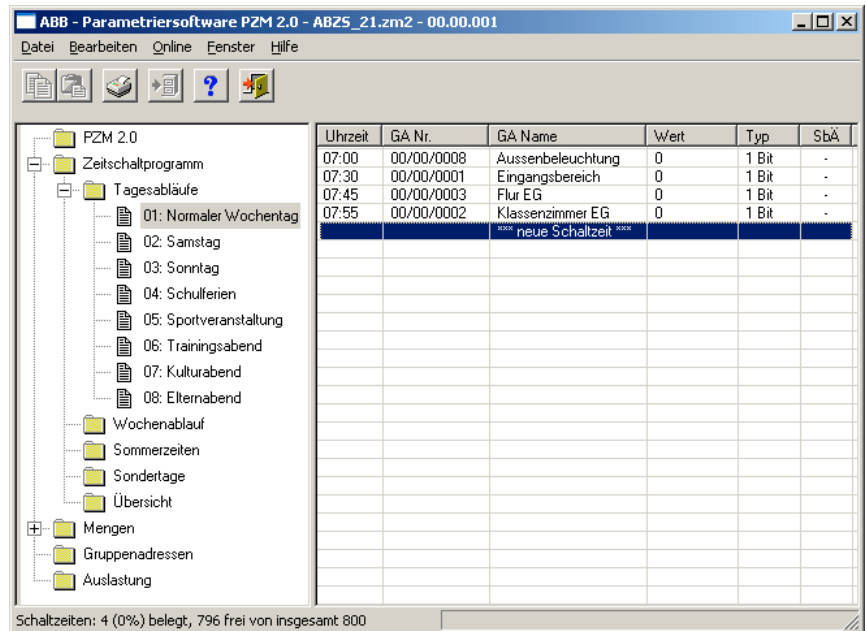 ABB - Parametriersoftware PZM 2.0 - ABZS_21.zm2 - 00.00.001
Datei Bearbeiten Online Fenster Hilfe
PZM 2.0
Zeitschaltprogramm
Tagesabläufe
01: Normaler Wochentag
02: Samstag
03: Sonntag
04: Schulferien
05: Sportveranstaltung
06: Trainingsabend
07: Kulturabend
08: Elternabend
Wochenablauf
Sommerzeiten
Sondertage
Übersicht
Mengen
Gruppenadressen
Auslastung
Uhrzeit GA Nr. GA Name Wert Typ SbÄ
07:00 00/00/0008 Aussenbeleuchtung 0 1 Bit -
07:30 00/00/0001 Eingangsbereich 0 1 Bit -
07:45 00/00/0003 Flur EG 0 1 Bit -
07:55 00/00/0002 Klassenzimmer EG 0 1 Bit -
*** neue Schaltzeit ***
Schaltzeiten: 4 (0%) belegt, 796 frei von insgesamt 800